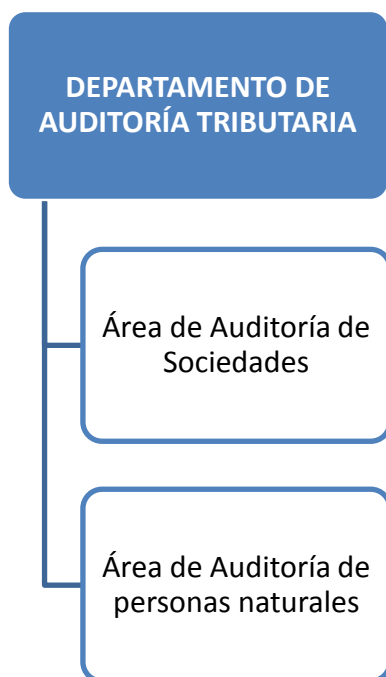 DEPARTAMENTO DE
AUDITORÍA TRIBUTARIA
Área de Auditoría de
Sociedades
Área de Auditoría de
personas naturales